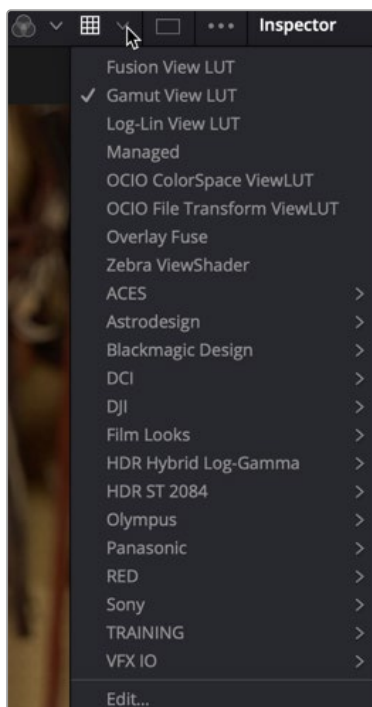 Inspector
Fusion View LUT
Gamut View LUT
Log-Lin View LUT
Managed
OCIO ColorSpace ViewLUT
OCIO File Transform ViewLUT
Overlay Fuse
Zebra ViewShader
ACES
Astrodesign
Blackmagic Design
DCI
DJI
Film Looks
HDR Hybrid Log-Gamma
HDR ST 2084
Olympus
Panasonic
RED
Sony
TRAINING
VFX IO
Edit...